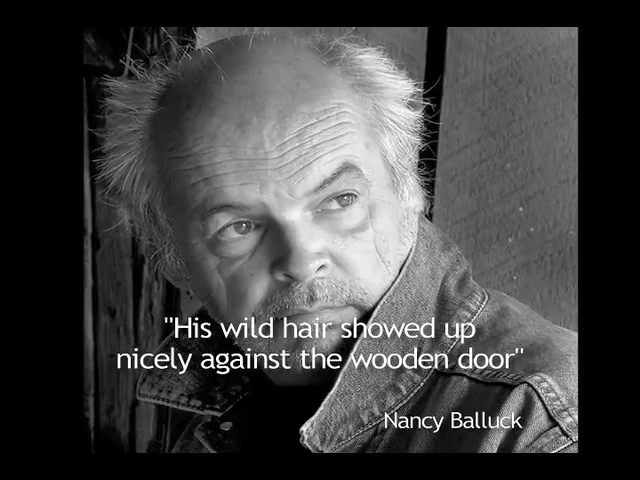 "His wild hair showed up
nicely against the wooden door"
Nancy Balluck